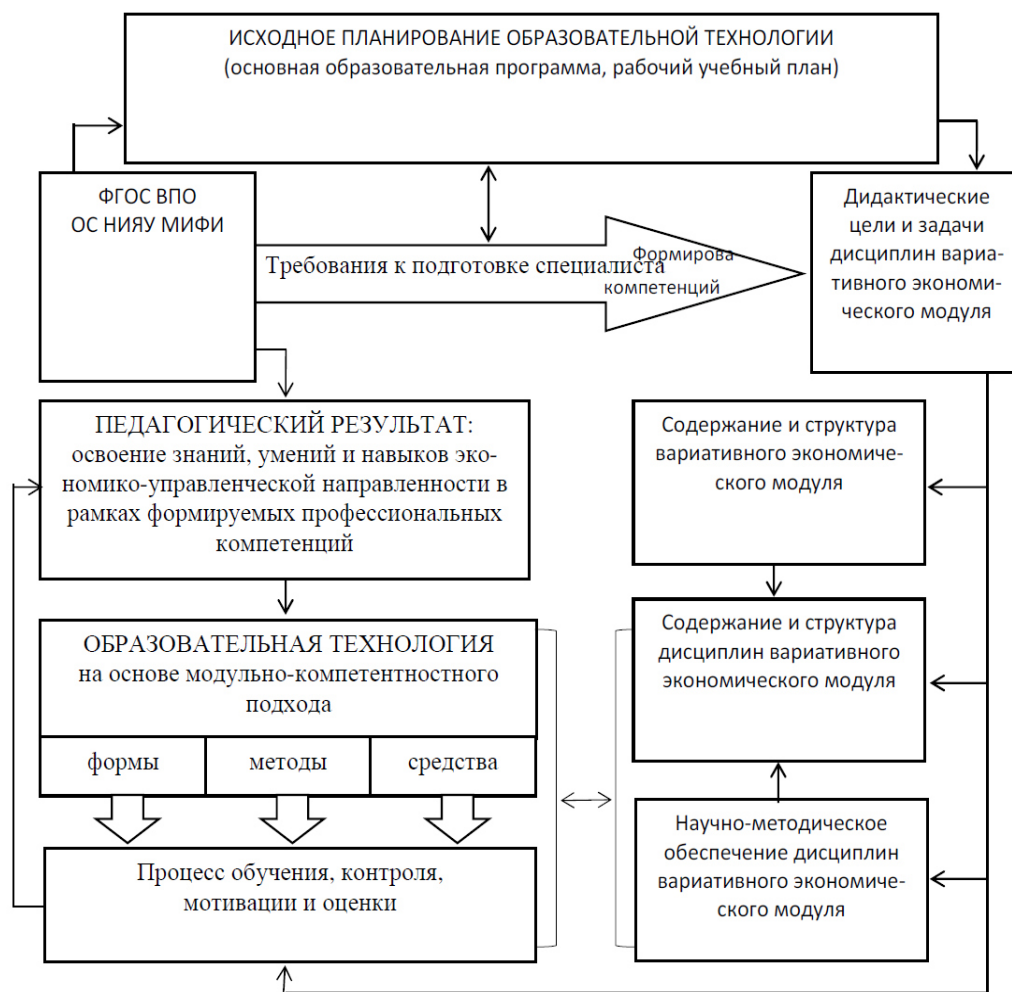 ИСХОДНОЕ ПЛАНИРОВАНИЕ ОБРАЗОВАТЕЛЬНОЙ ТЕХНОЛОГИИ
(основная образовательная программа, рабочий учебный план)
ФГОС ВПО
ОС НИЯУ МИФИ
Требования к подготовке специалиста
Формирова
компетенций
Дидактические
цели и задачи
дисциплин вариа-
тивного экономи-
ческого модуля
ПЕДАГОГИЧЕСКИЙ РЕЗУЛЬТАТ:
освоение знаний, умений и навыков эко-
номико-управленческой направленности в
рамках формируемых профессиональных
компетенций
Содержание и структура
вариативного экономиче-
ского модуля
ОБРАЗОВАТЕЛЬНАЯ ТЕХНОЛОГИЯ
на основе модульно-компетентностного
подхода
формы
методы
средства
Содержание и структура
дисциплин вариативного
экономического модуля
Процесс обучения, контроля,
мотивации и оценки
Научно-методическое
обеспечение дисциплин
вариативного экономиче-
ского модуля